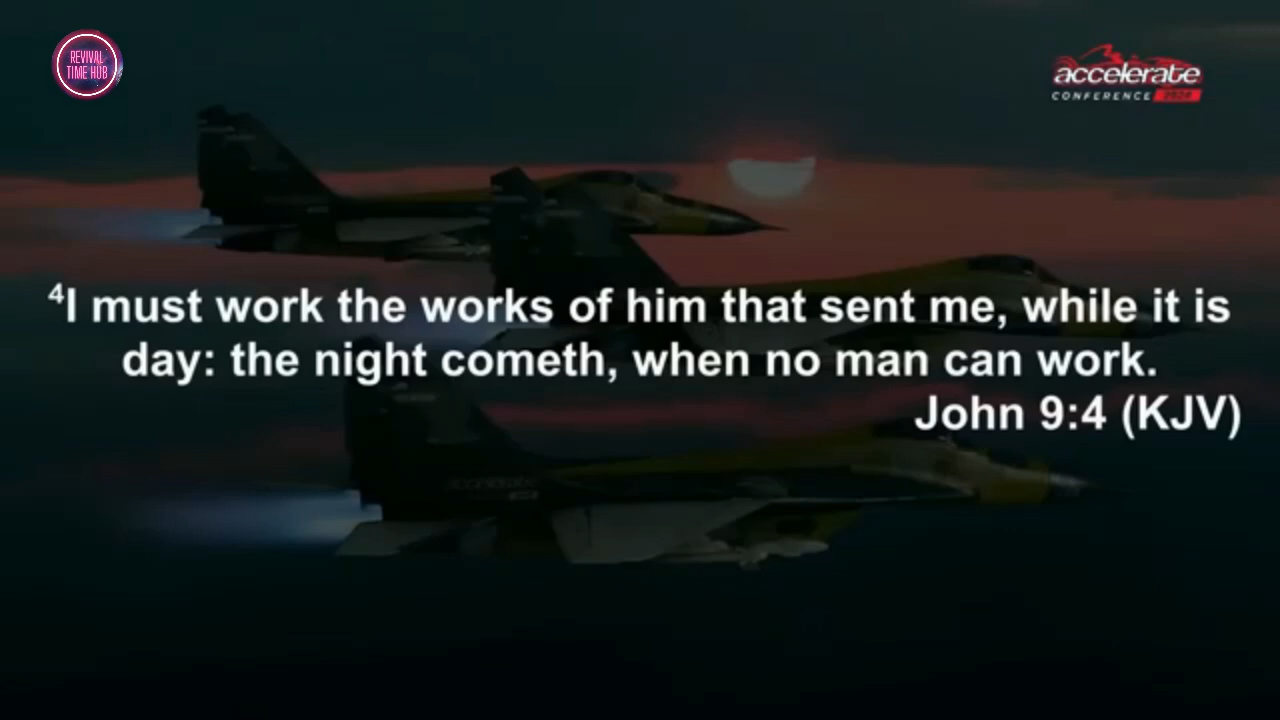 REVIVAL
TIME HUB
accelerate
CONFERENCE 2024
⁴I must work the works of him that sent me, while it is
day: the night cometh, when no man can work.
John 9:4 (KJV)